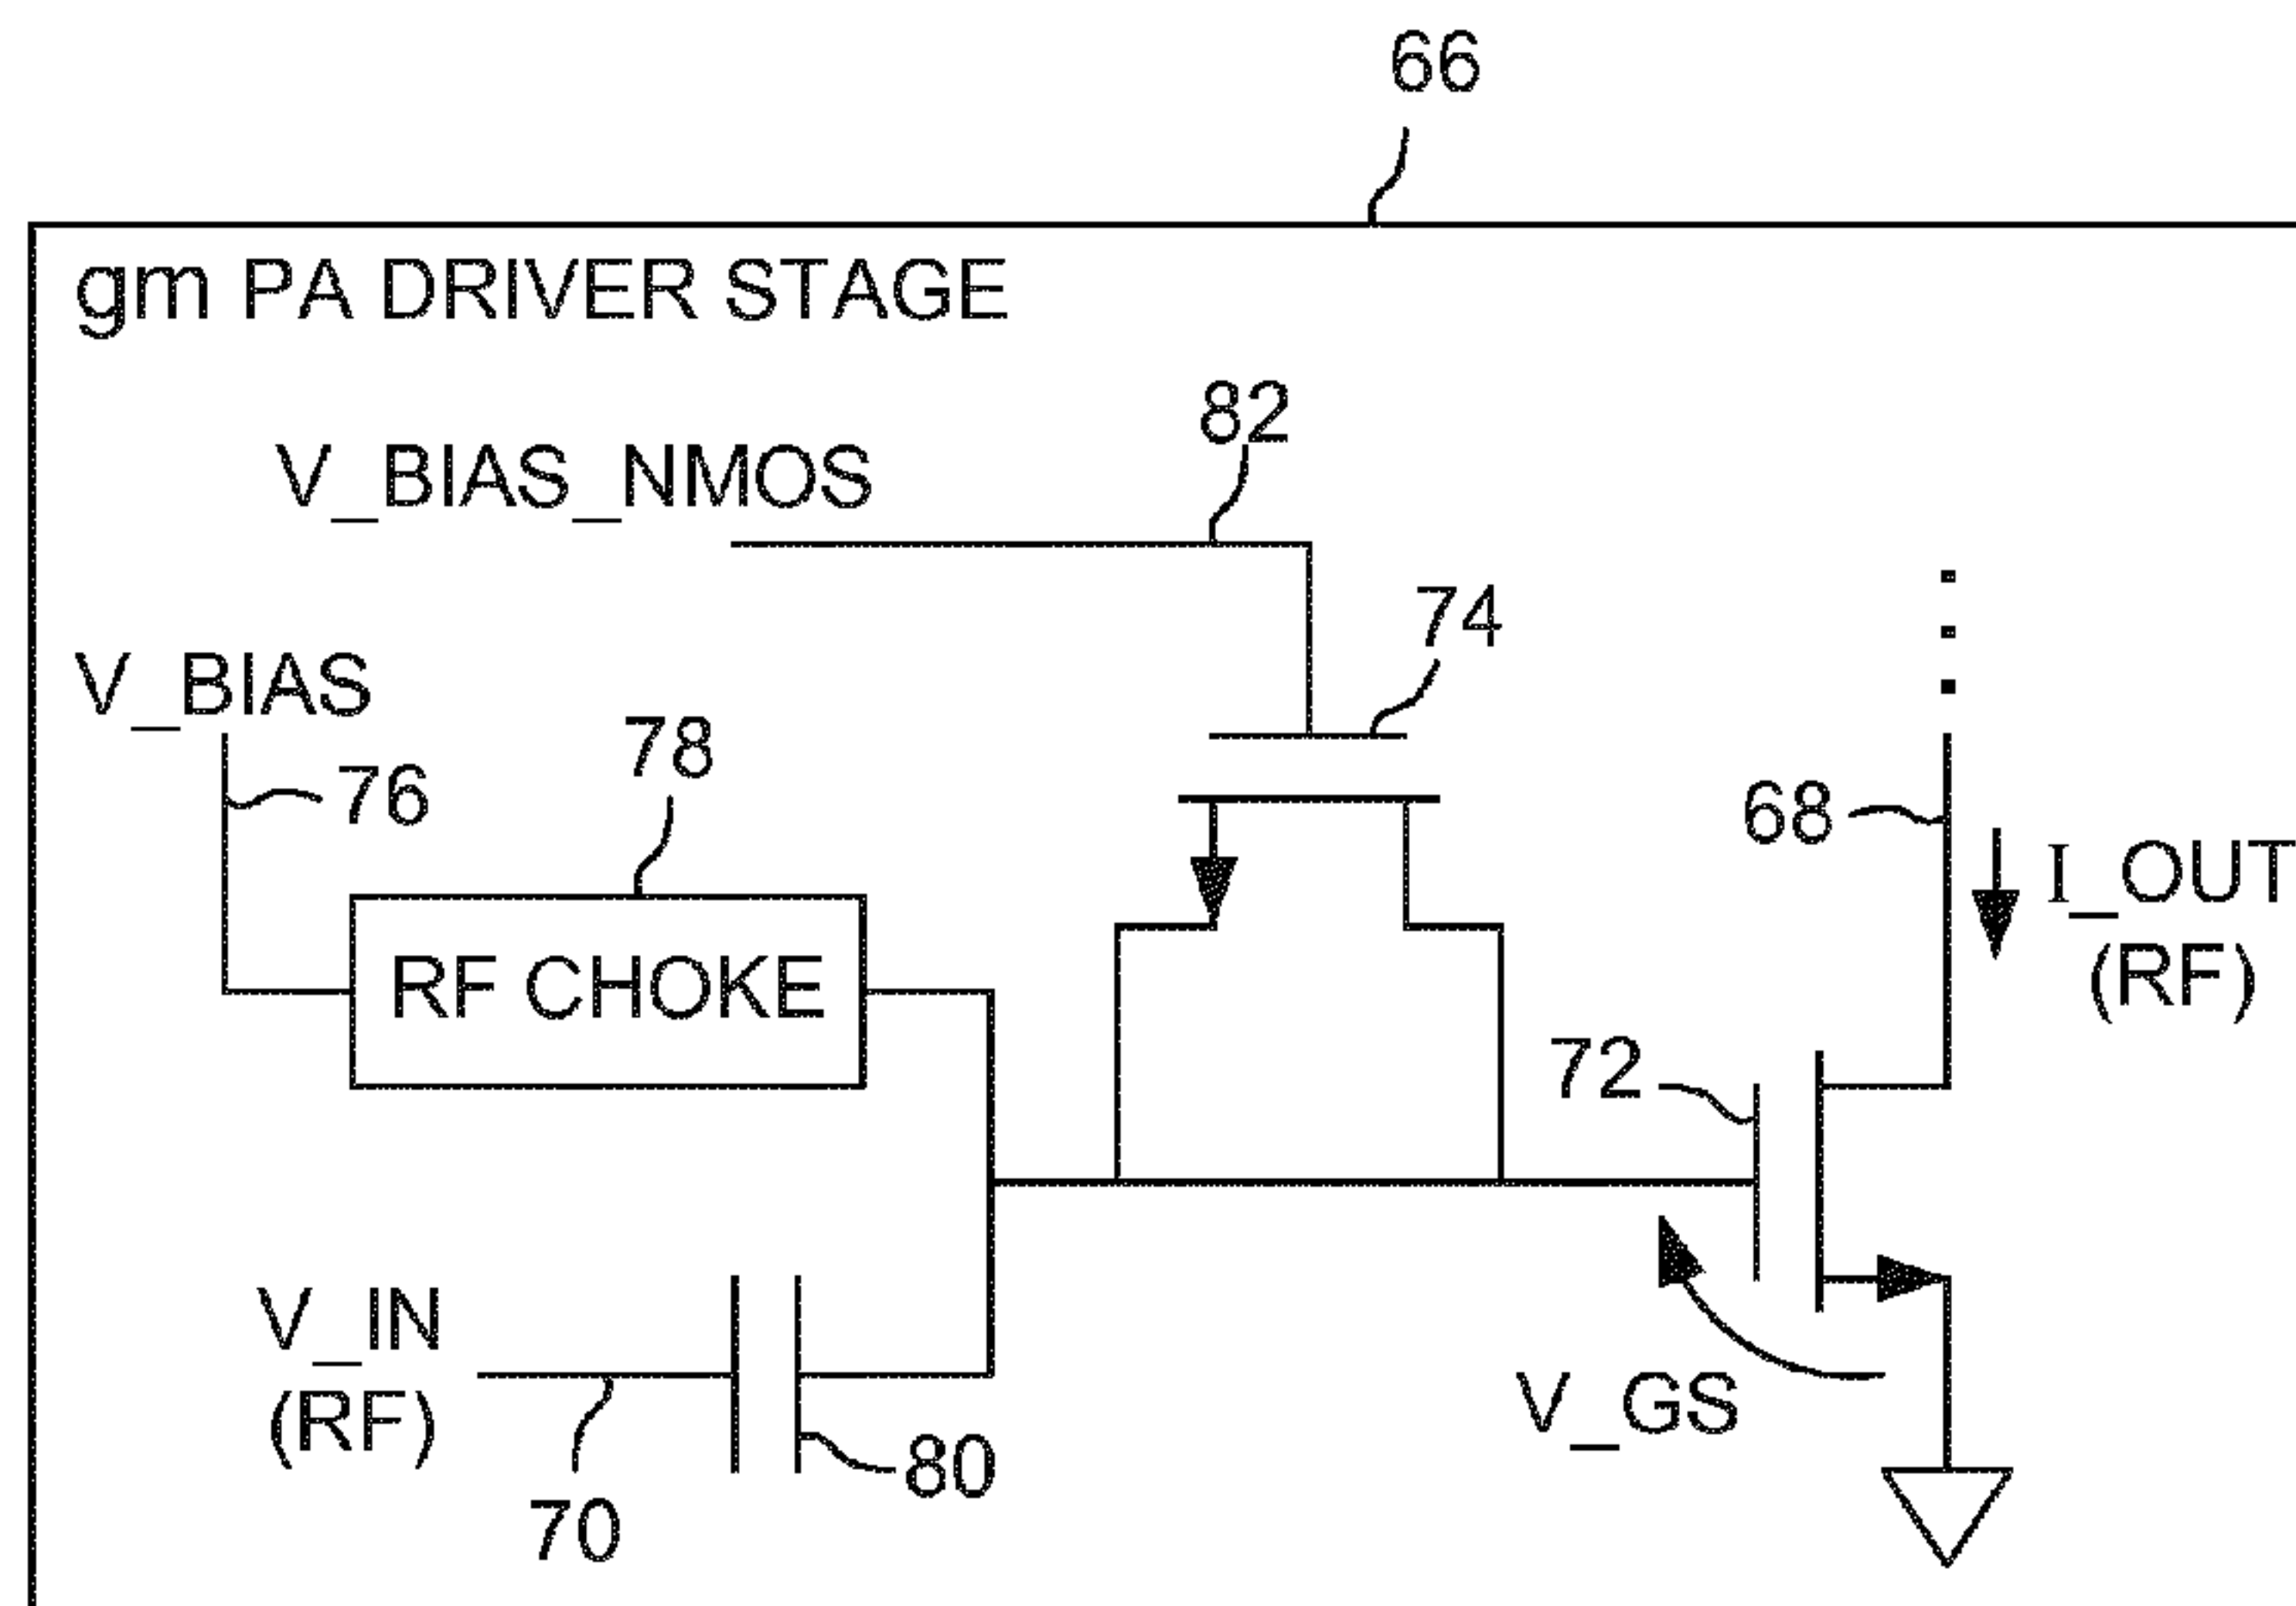 66
gm PA DRIVER STAGE
82
V_BIAS_NMOS
74
V_BIAS
78
76
68
I_OUT
(RF)
RF CHOKE
72
V_IN
(RF)
V_GS
80
70